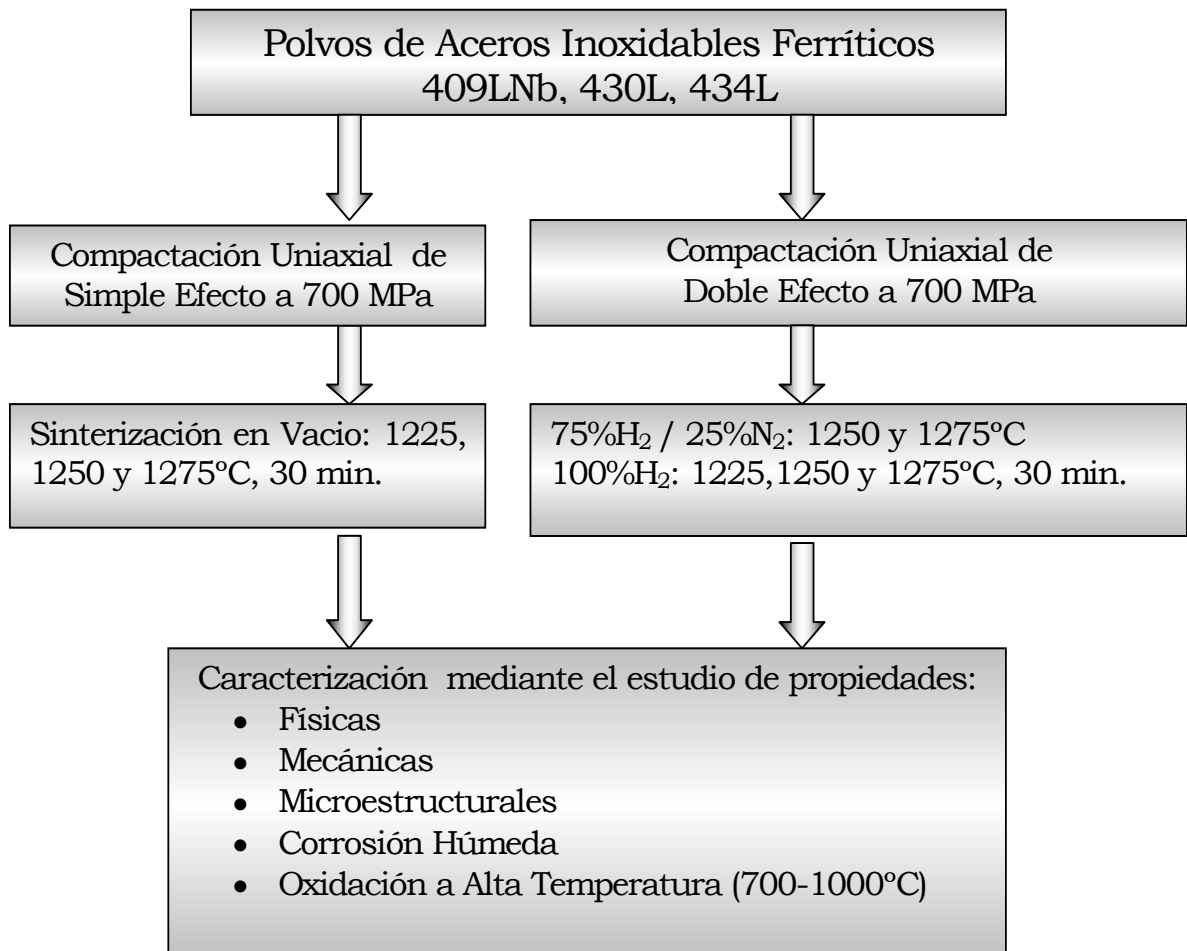 Polvos de Aceros Inoxidables Ferríticos
409LNb, 430L, 434L
Compactación Uniaxial de
Simple Efecto a 700 MPa
Compactación Uniaxial de
Doble Efecto a 700 MPa
Sinterización en Vacio: 1225,
1250 y 1275ºC, 30 min.
75%H₂ / 25%N₂: 1250 y 1275ºC
100%H₂: 1225,1250 y 1275ºC, 30 min.
Caracterización mediante el estudio de propiedades:
• Físicas
• Mecánicas
• Microestructurales
• Corrosión Húmeda
• Oxidación a Alta Temperatura (700-1000ºC)